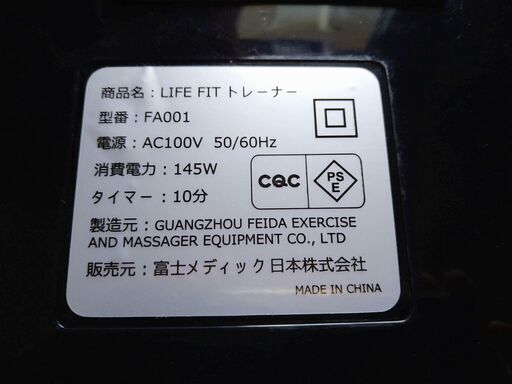 商品名：LIFE FIT トレーナー
型番：FA001
電源：AC100V 50/60Hz
消費電力：145W
タイマー：10分
CQC
PS
E
製造元：GUANGZHOU FEIDA EXERCISE
AND MASSAGER EQUIPMENT CO., LTD
販売元：富士メディック日本株式会社
MADE IN CHINA